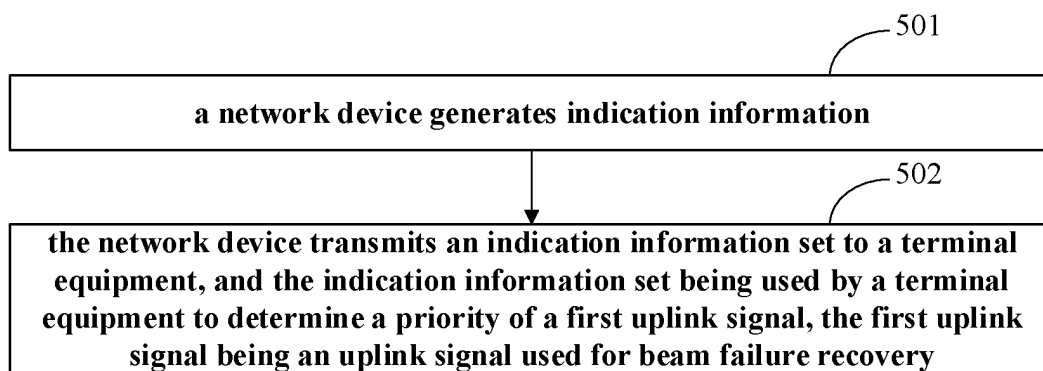 501
a network device generates indication information
502
the network device transmits an indication information set to a terminal
equipment, and the indication information set being used by a terminal
equipment to determine a priority of a first uplink signal, the first uplink
signal being an uplink signal used for beam failure recovery